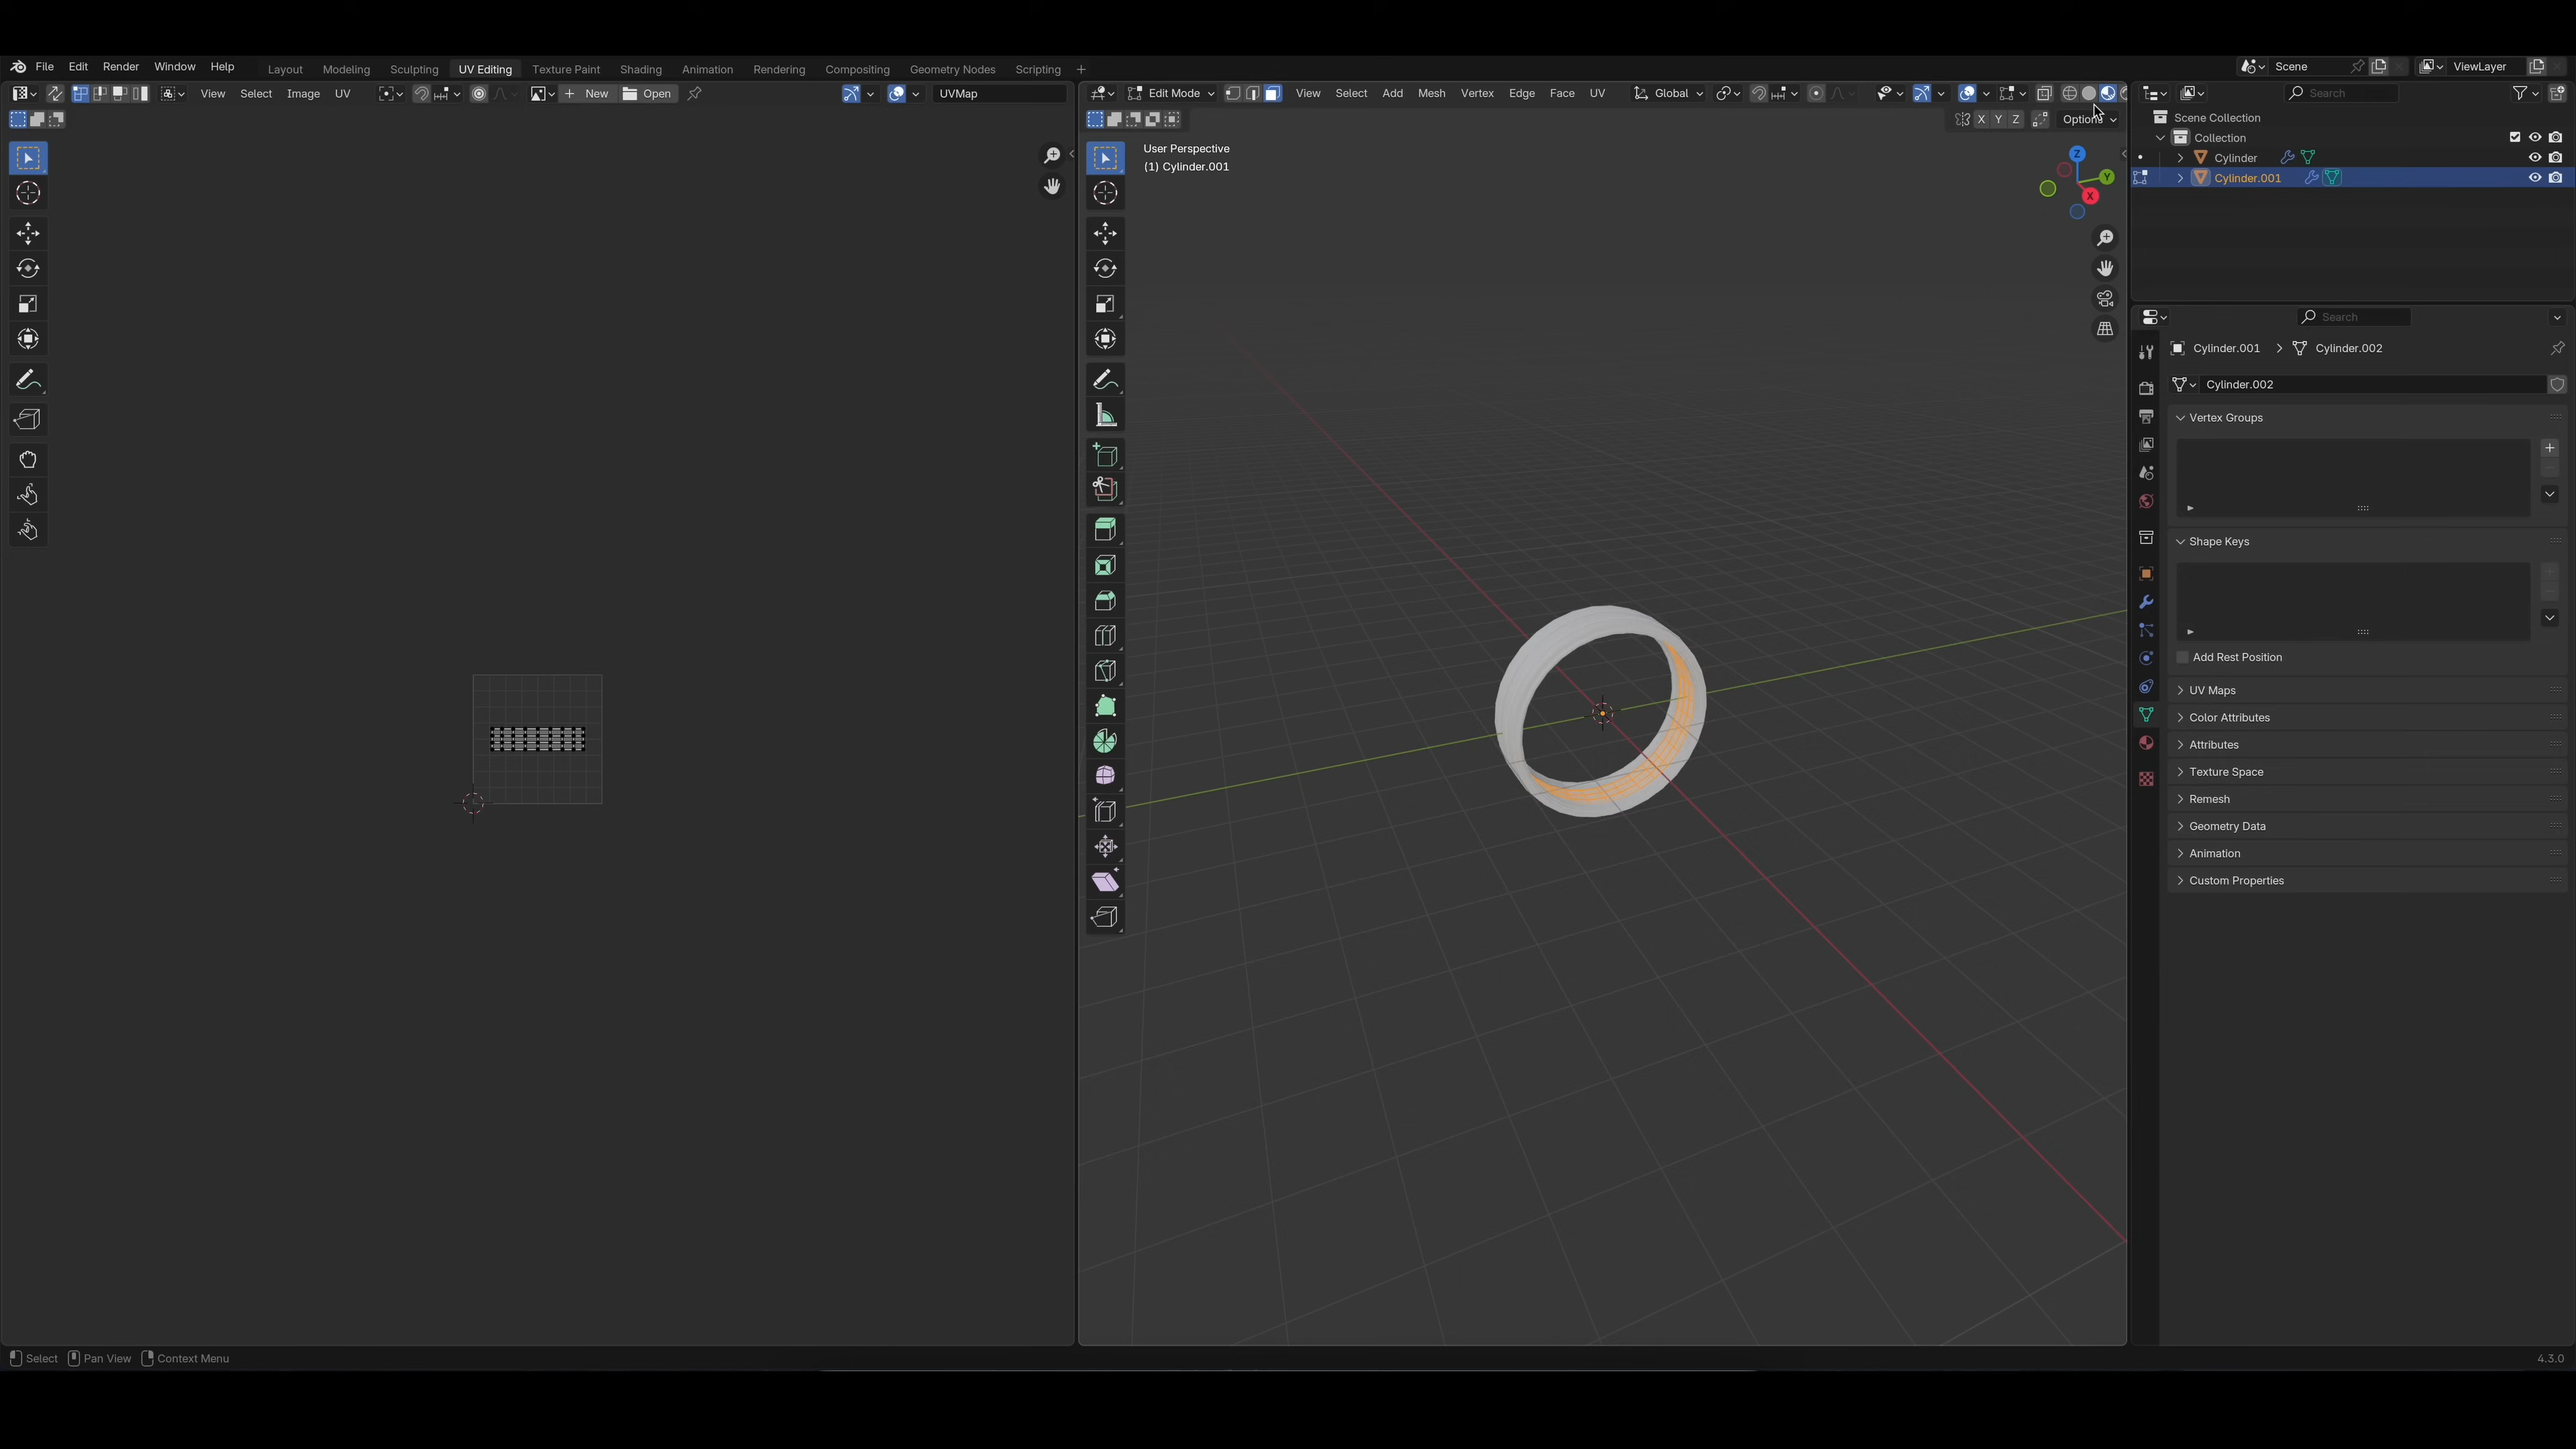 File Edit Render Window Help Layout Modeling Sculpting UV Editing Texture Paint Shading Animation Rendering Compositing Geometry Nodes Scripting + Scene ViewLayer
View Select Image UV New Open UVMap
Edit Mode View Select Add Mesh Vertex Edge Face UV Global
Search
X Y Z Options
Scene Collection
Collection
Cylinder
Cylinder.001
User Perspective
(1) Cylinder.001
Z
Y
X
Search
Cylinder.001 Cylinder.002
Cylinder.002
Vertex Groups
Shape Keys
Add Rest Position
UV Maps
Color Attributes
Attributes
Texture Space
Remesh
Geometry Data
Animation
Custom Properties
Select Pan View Context Menu 4.3.0